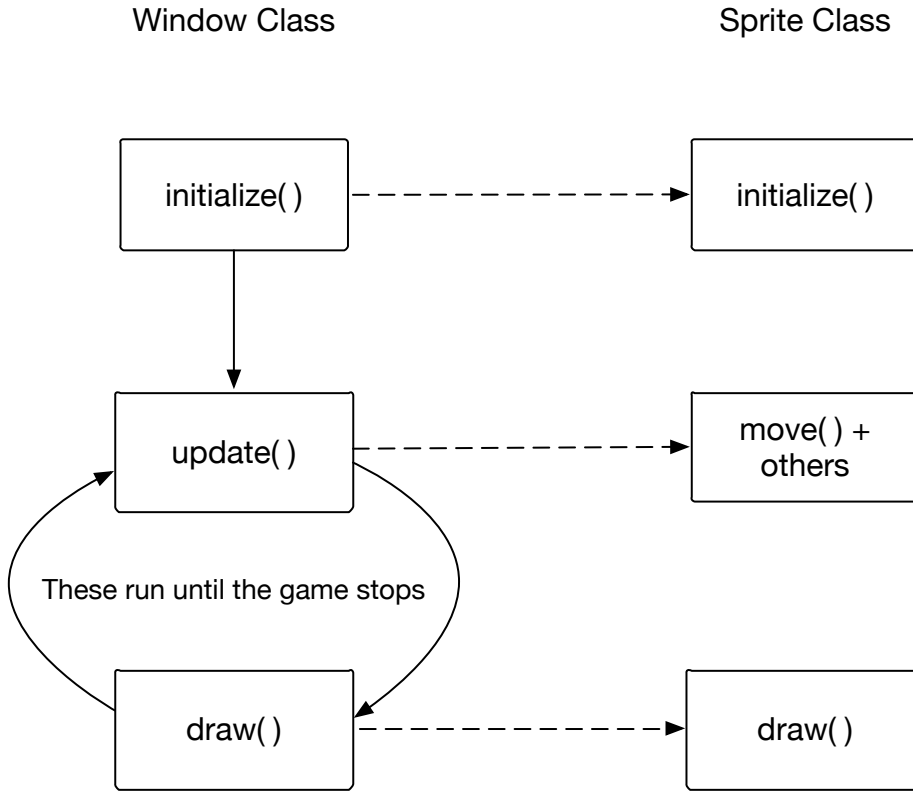 Window Class
Sprite Class
initialize( )
initialize( )
update( )
move( ) +
others
These run until the game stops
draw( )
draw( )